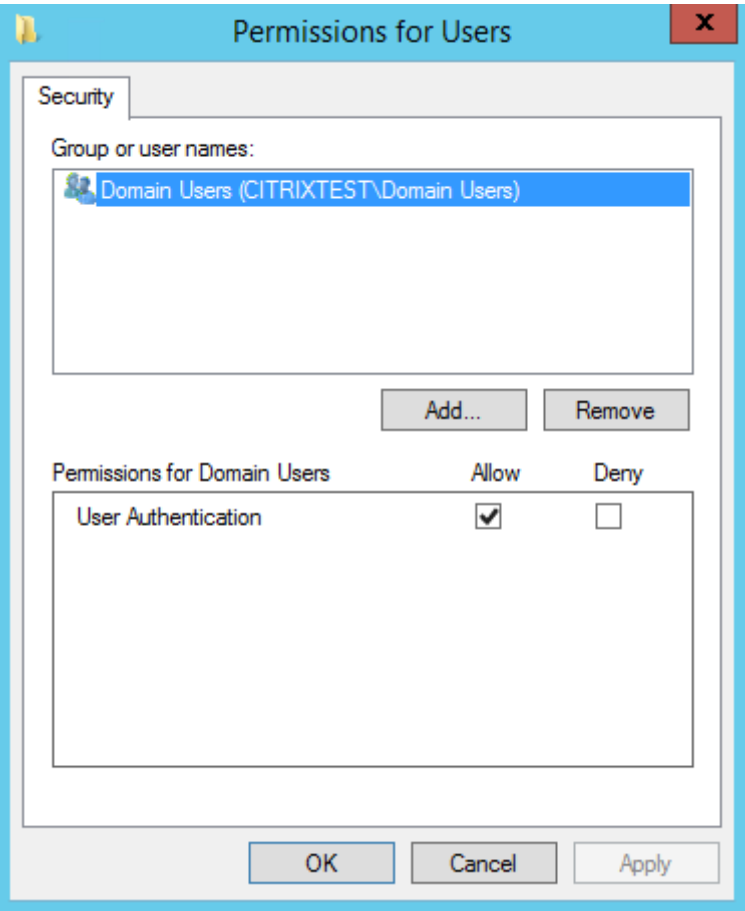 Permissions for Users
x
Security
Group or user names:
Domain Users (CITRIXTEST\Domain Users)
Add... Remove
Permissions for Domain Users Allow Deny
User Authentication
OK Cancel Apply